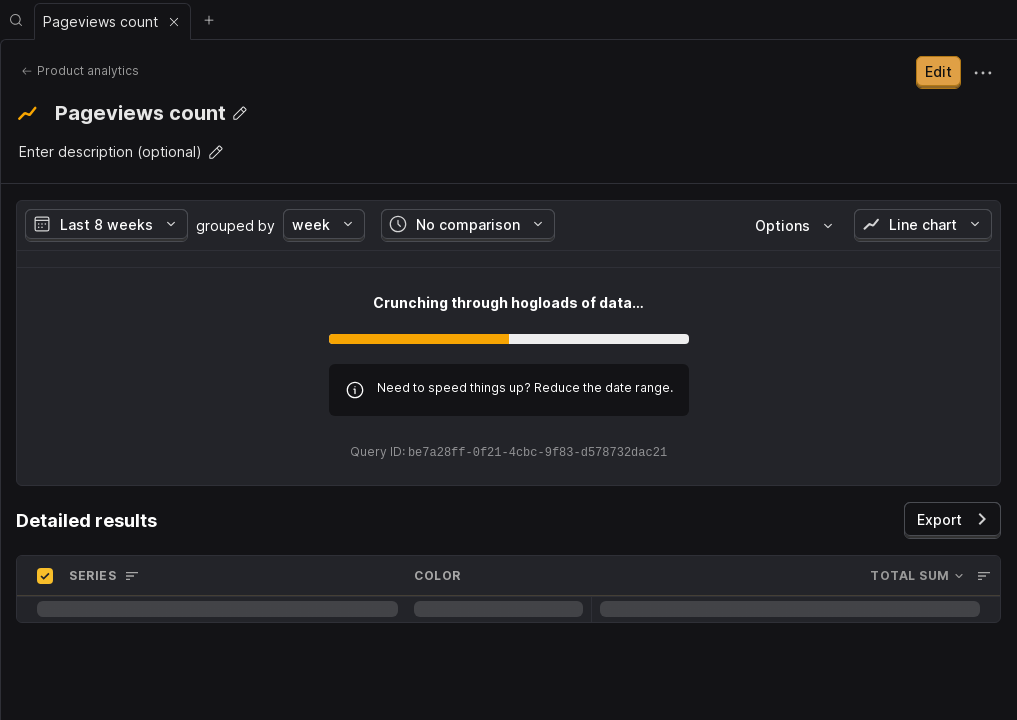 Pageviews count
Product analytics
Edit
Pageviews count
Enter description (optional)
Last 8 weeks grouped by week No comparison Options Line chart
Crunching through hogloads of data...
Need to speed things up? Reduce the date range.
Query ID: be7a28ff-0f21-4cbc-9f83-d578732dac21
Detailed results
Export
SERIES COLOR TOTAL SUM